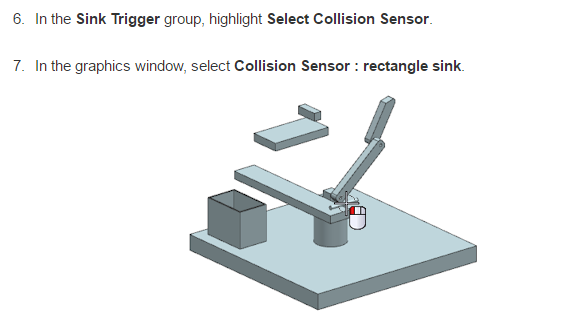 6. In the Sink Trigger group, highlight Select Collision Sensor.
7. In the graphics window, select Collision Sensor : rectangle sink.